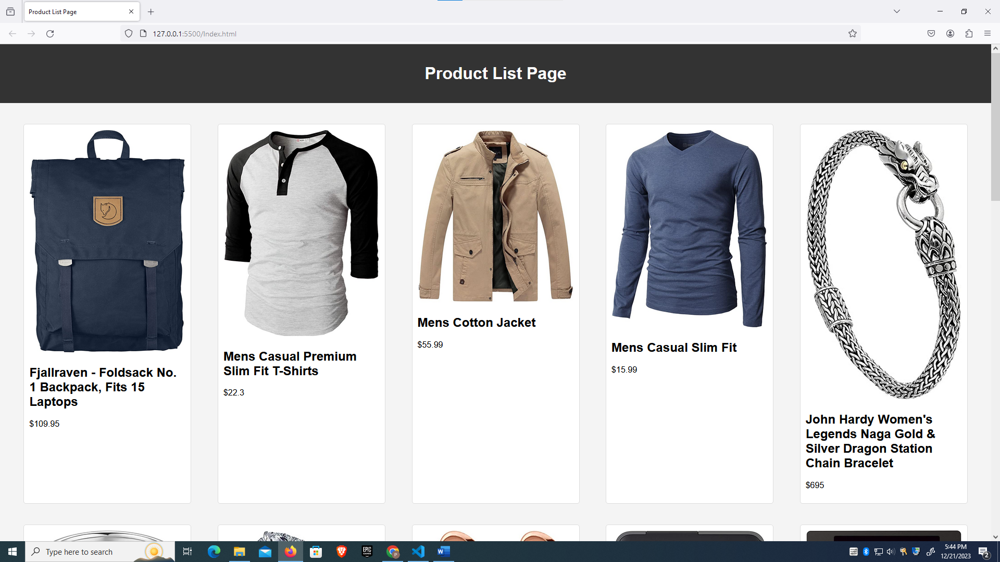 Product List Page
127.0.0.1:5500/Index.html
Product List Page
Fjallraven - Foldsack No.
1 Backpack, Fits 15
Laptops
$109.95
Mens Casual Premium
Slim Fit T-Shirts
$22.3
Mens Cotton Jacket
$55.99
Mens Casual Slim Fit
$15.99
John Hardy Women's
Legends Naga Gold &
Silver Dragon Station
Chain Bracelet
$695
Type here to search
EPIC
GAMES
P
W
5:44 PM
12/21/2023
2